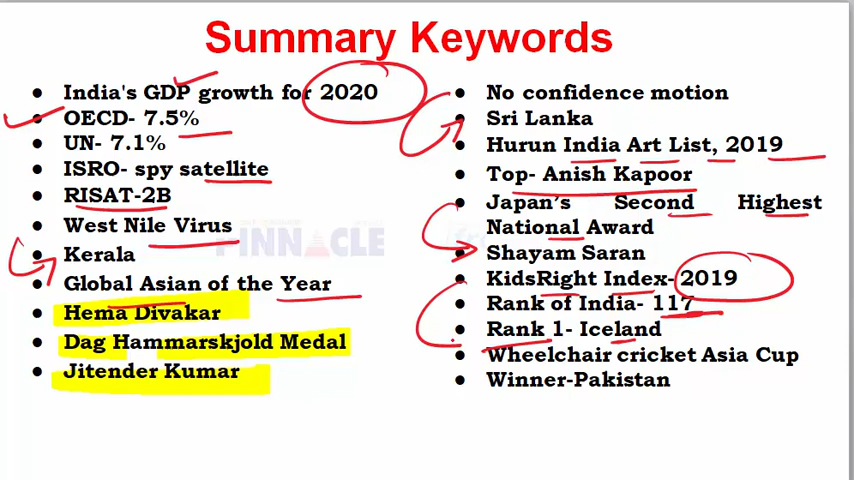 Summary Keywords
India's GDP growth for 2020
OECD- 7.5%
UN- 7.1%
ISRO- spy satellite
RISAT-2B
West Nile Virus
Kerala
Global Asian of the Year
Hema Divakar
Dag Hammarskjold Medal
Jitender Kumar
No confidence motion
Sri Lanka
Hurun India Art List, 2019
Top- Anish Kapoor
Japan's Second Highest
National Award
Shayam Saran
KidsRight Index- 2019
Rank of India- 117
Rank 1- Iceland
Wheelchair cricket Asia Cup
Winner-Pakistan
PINNACLE